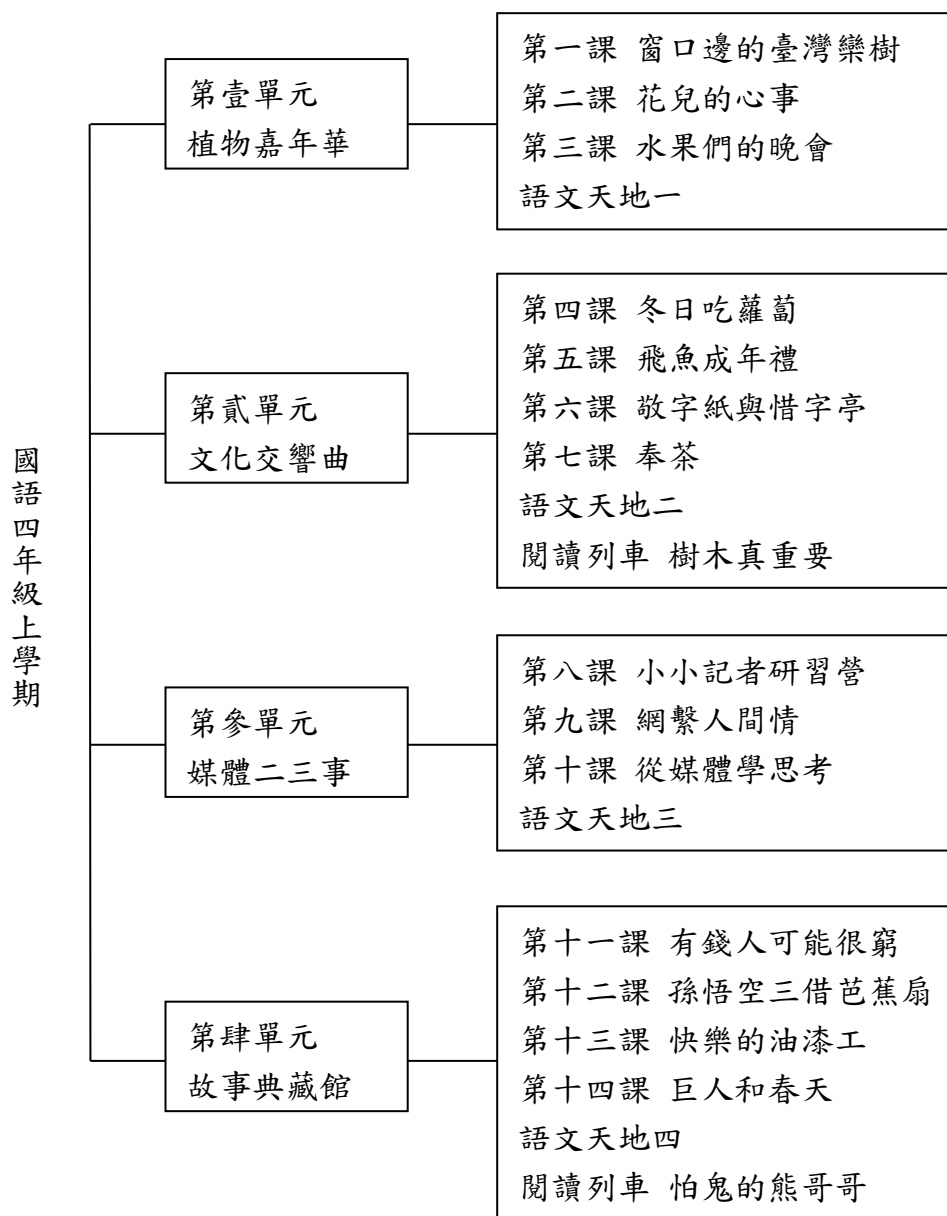 國語四年級上學期
第壹單元
植物嘉年華
第一課 窗口邊的臺灣欒樹
第二課 花兒的心事
第三課 水果們的晚會
語文天地一
第貳單元
文化交響曲
第四課 冬日吃蘿蔔
第五課 飛魚成年禮
第六課 敬字紙與惜字亭
第七課 奉茶
語文天地二
閱讀列車 樹木真重要
第參單元
媒體二三事
第八課 小小記者研習營
第九課 網繫人間情
第十課 從媒體學思考
語文天地三
第肆單元
故事典藏館
第十一課 有錢人可能很窮
第十二課 孫悟空三借芭蕉扇
第十三課 快樂的油漆工
第十四課 巨人和春天
語文天地四
閱讀列車 怕鬼的熊哥哥